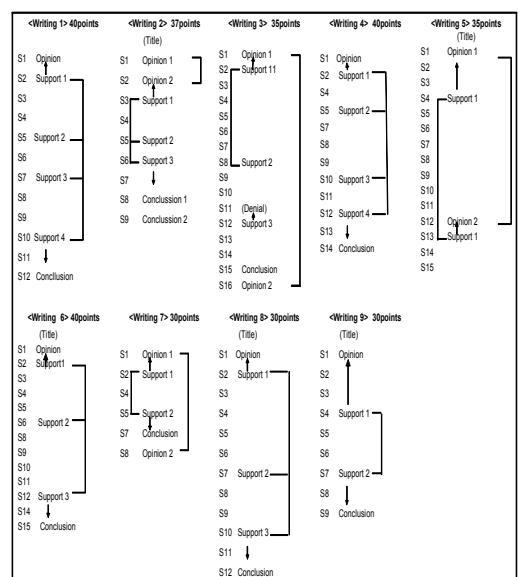 <Writing 1> 40points
S1 Opinion
S2 Support 1
S3
S4
S5 Support 2
S6
S7 Support 3
S8
S9
S10 Support 4
S11
S12 Concllusion
<Writing 2> 37points
(Title)
S1 Opinion 1
S2 Opinion 2
S3 Support 1
S4
S5 Support 2
S6 Support 3
S7
S8 Conclussion 1
S9 Conclussion 2
<Writing 3> 35points
S1 Opinion 1
S2 Support 11
S3
S4
S5
S6
S7
S8 Support 2
S9
S10
S11 (Denial)
S12 Support 3
S13
S14
S15 Conclusion
S16 Opinion 2
<Writing 4> 40points
S1 Opinion
S2 Support 1
S4
S5 Support 2
S7
S8
S9
S10 Support 3
S11
S12 Support 4
S13
S14 Conclusion
<Writing 5> 35points
(Title)
S1 Opinion 1
S2
S3
S4 Support 1
S5
S6
S7
S8
S9
S10
S11
S12 Opinion 2
S13 Support 1
S14
S15
<Writing 6> 40points
(Title)
S1 Opinion
S2 Support1
S3
S4
S5
S6 Support 2
S8
S9
S10
S11
S12 Support 3
S14
S15 Conclusion
<Writing 7> 30points
S1 Opinion 1
S2 Support 1
S4
S5 Support 2
S7 Conclusion
S8 Opinion 2
<Writing 8> 30points
(Title)
S1 Opinion
S2 Support 1
S3
S4
S5
S6
S7 Support 2
S8
S9
S10 Support 3
S11
S12 Conclusion
<Writing 9> 30points
(Title)
S1 Opinion
S2
S3
S4 Support 1
S5
S6
S7 Support 2
S8
S9 Conclusion